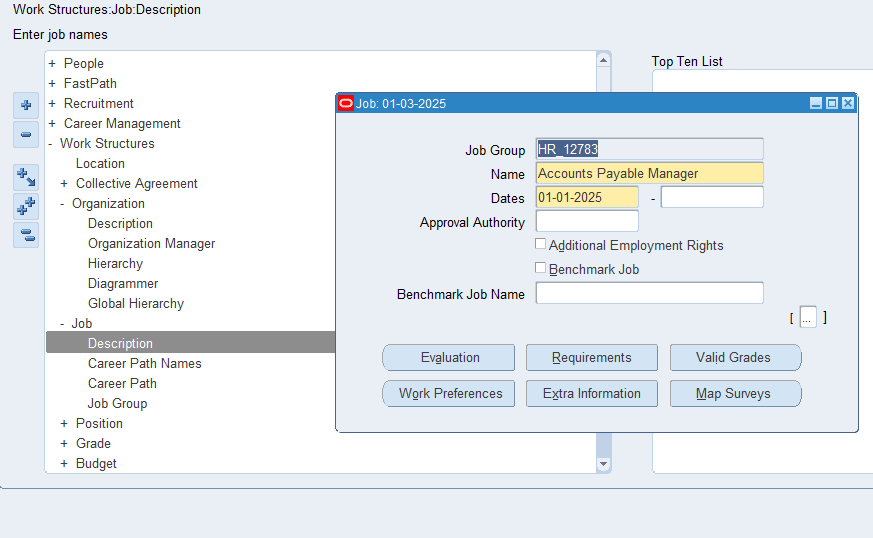 Work Structures:Job:Description
Enter job names
+ People
+ FastPath
+ Recruitment
+ Career Management
- Work Structures
Location
+ Collective Agreement
- Organization
Description
Organization Manager
Hierarchy
Diagrammer
Global Hierarchy
- Job
Description
Career Path Names
Career Path
Job Group
+ Position
+ Grade
+ Budget
Top Ten List
Job: 01-03-2025
Job Group HR_12783
Name Accounts Payable Manager
Dates 01-01-2025 -
Approval Authority
Additional Employment Rights
Benchmark Job
Benchmark Job Name
[ ... ]
Evaluation Requirements Valid Grades
Work Preferences Extra Information Map Surveys